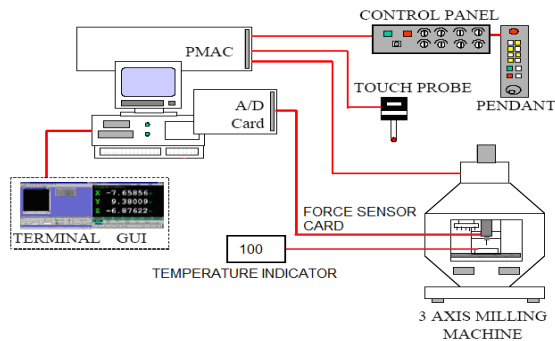 CONTROL PANEL
PMAC
PENDANT
TOUCH PROBE
A/D
Card
X -7.65856
Y 9.38009
X -6.87622
TERMINAL GUI
FORCE SENSOR
CARD
100
TEMPERATURE INDICATOR
3 AXIS MILLING
MACHINE